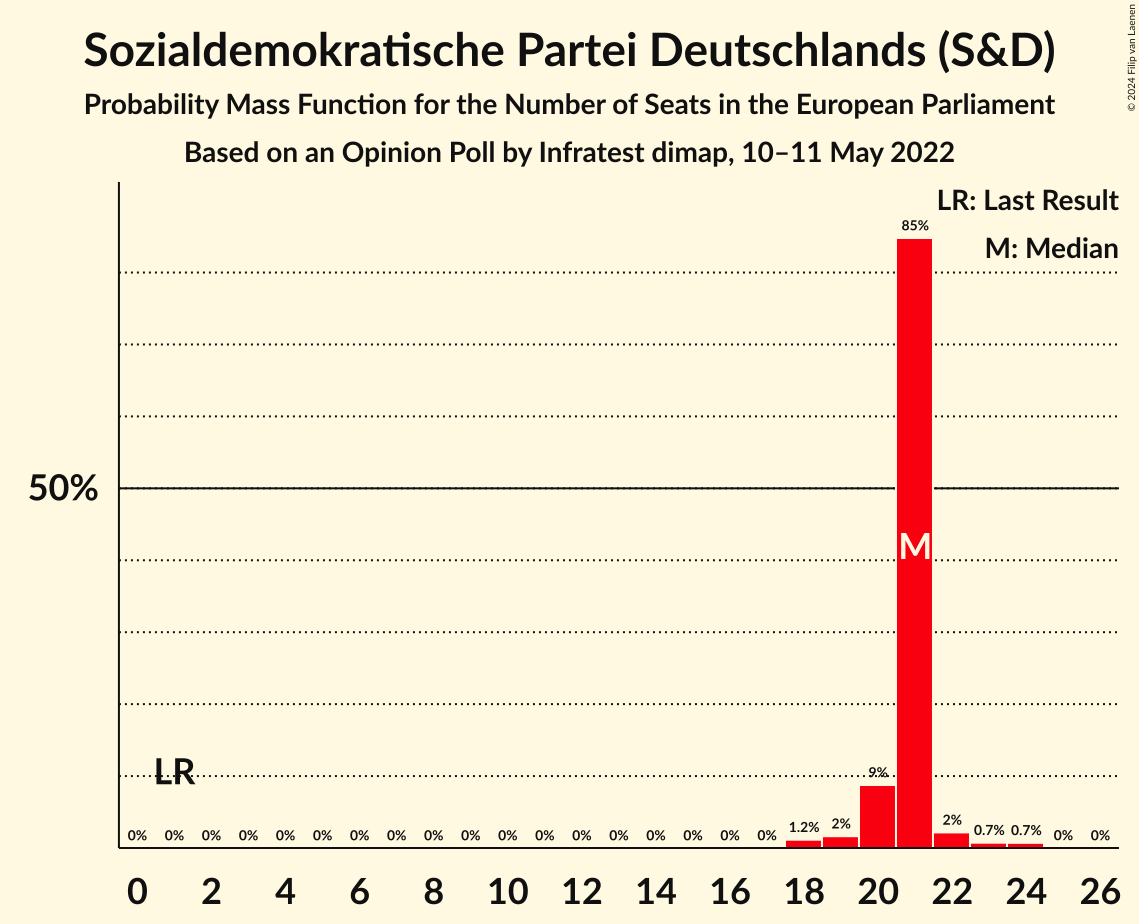 Sozialdemokratische Partei Deutschlands (S&D)
Probability Mass Function for the Number of Seats in the European Parliament
Based on an Opinion Poll by Infratest dimap, 10–11 May 2022
© 2024 Filip van Laenen
LR: Last Result
M: Median
85%
50%
M
LR
9%
0% 0% 0% 0% 0% 0% 0% 0% 0% 0% 0% 0% 0% 0% 0% 0% 0% 0% 1.2% 2% 2% 0.7% 0.7% 0% 0%
0 2 4 6 8 10 12 14 16 18 20 22 24 26